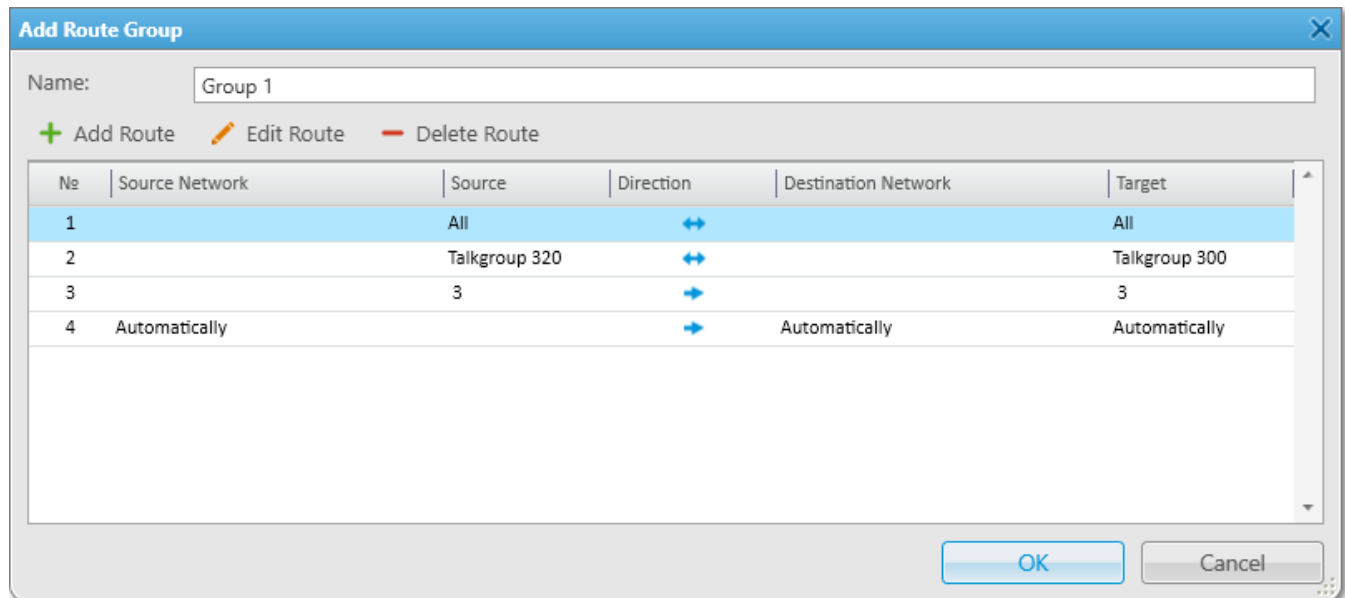 Add Route Group
Name: Group 1
Add Route Edit Route Delete Route
№ Source Network Source Direction Destination Network Target
1 All All
2 Talkgroup 320 Talkgroup 300
3 3 3
4 Automatically Automatically Automatically
OK Cancel